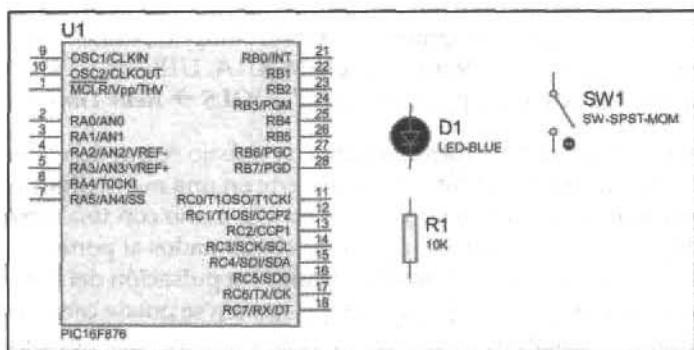 U1
9 OSC1/CLKIN RB0/INT 21
10 OSC2/CLKOUT RB1 22
1 MCLR/Vpp/THV RB2 23
RB3/PGM 24
2 RA0/AN0 RB4 25
3 RA1/AN1 RB5 26
4 RA2/AN2/VREF- RB6/PGC 27
5 RA3/AN3/VREF+ RB7/PGD 28
6 RA4/T0CKI
7 RA5/AN4/SS RC0/T1OSO/T1CKI 11
RC1/T1OSI/CCP2 12
RC2/CCP1 13
RC3/SCK/SCL 14
RC4/SDI/SDA 15
RC5/SDO 16
RC6/TX/CK 17
RC7/RX/DT 18
PIC16F876
D1
LED-BLUE
R1
10K
SW1
SW-SPST-MOM